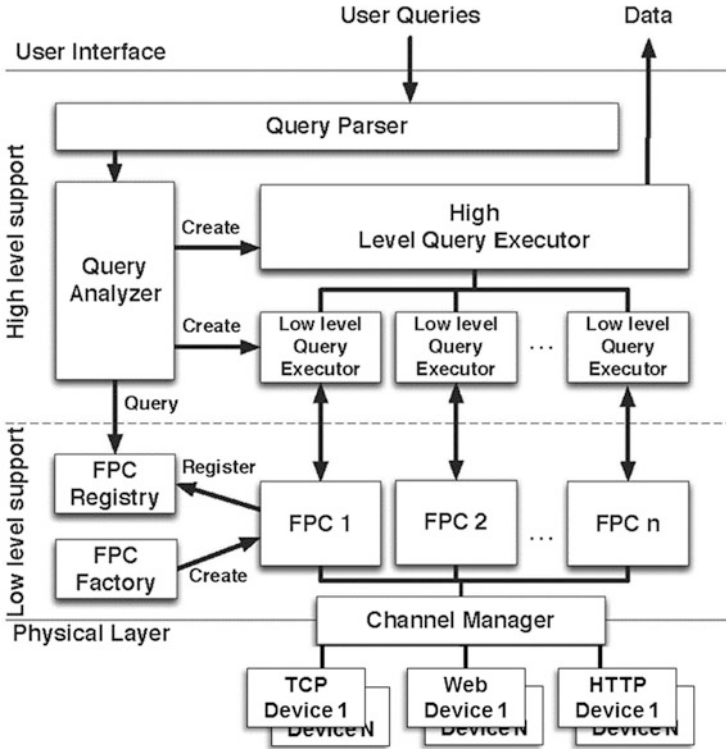 User Queries
Data
User Interface
Query Parser
High level support
Query
Analyzer
Create
High
Level Query Executor
Create
Low level
Query
Executor
Low level
Query
Executor
...
Low level
Query
Executor
Query
Low level support
FPC
Registry
Register
FPC 1
FPC 2
...
FPC n
FPC
Factory
Create
Physical Layer
Channel Manager
TCP
Device 1
Device N
Web
Device 1
Device N
HTTP
Device 1
Device N